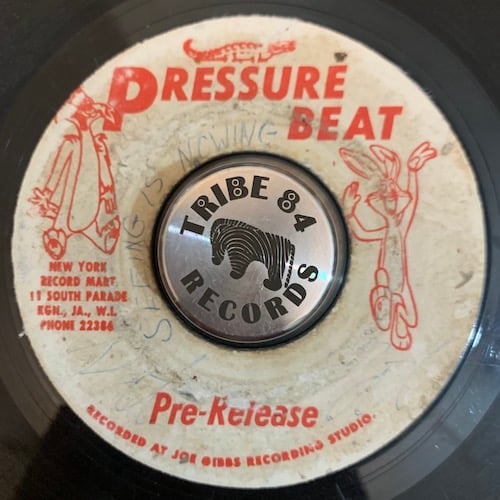 PRESSURE
BEAT
SEEING IS NOWING
TRIBE 84
RECORDS
NEW YORK
RECORD MART
11 SOUTH PARADE
KGN., JA., W.I.
PHONE 22386
Pre-Release
RECORDED AT JOE GIBBS RECORDING STUDIO.